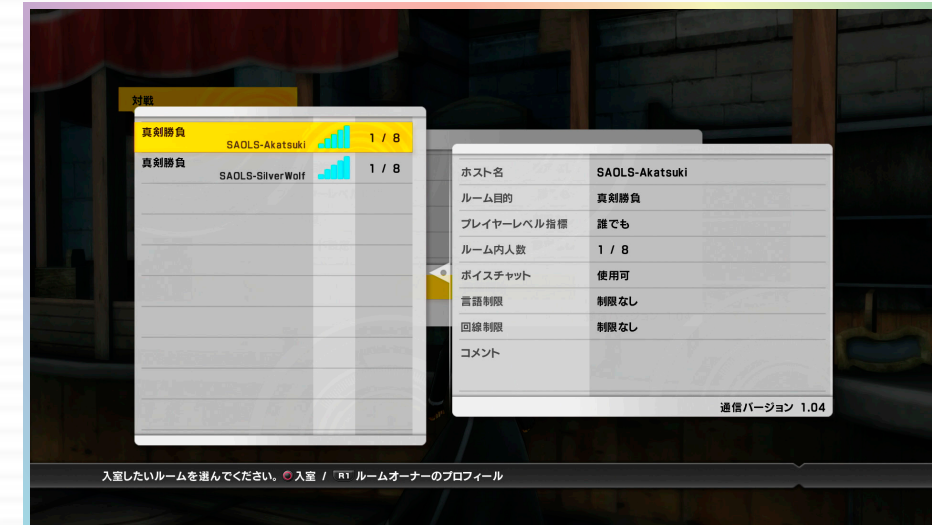 対戦
真剣勝負
SAOLS-Akatsuki 1 / 8
真剣勝負
SAOLS-SilverWolf 1 / 8
ホスト名 SAOLS-Akatsuki
ルーム目的 真剣勝負
プレイヤーレベル指標 誰でも
ルーム内人数 1 / 8
ボイスチャット 使用可
言語制限 制限なし
回線制限 制限なし
コメント
通信バージョン 1.04
入室したいルームを選んでください。 入室 / R1 ルームオーナーのプロフィール